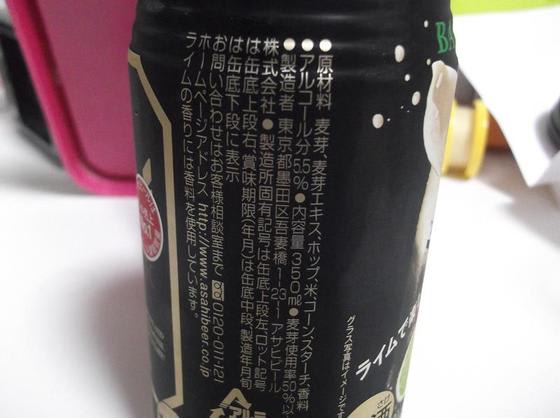 ●原材料 麦芽、麦芽エキス、ホップ、米、コーンスターチ、香料
●アルコール分5.5%●内容量350mℓ●麦芽使用率50%以
●製造者 東京都墨田区吾妻橋1-23-1 アサヒビール
株式会社●製造所固有記号は缶底上段左、ロット記号
は缶底上段右、賞味期限(年月)は缶底中段、製造年月旬
は缶底下段に表示
お問い合わせはお客様相談室まで 0120-011-121
ホームページアドレス http://www.asahibeer.co.jp
ライムの香りには香料を使用しています。
アルミ
グラス写真はイメージです
ライムで
BA
酒